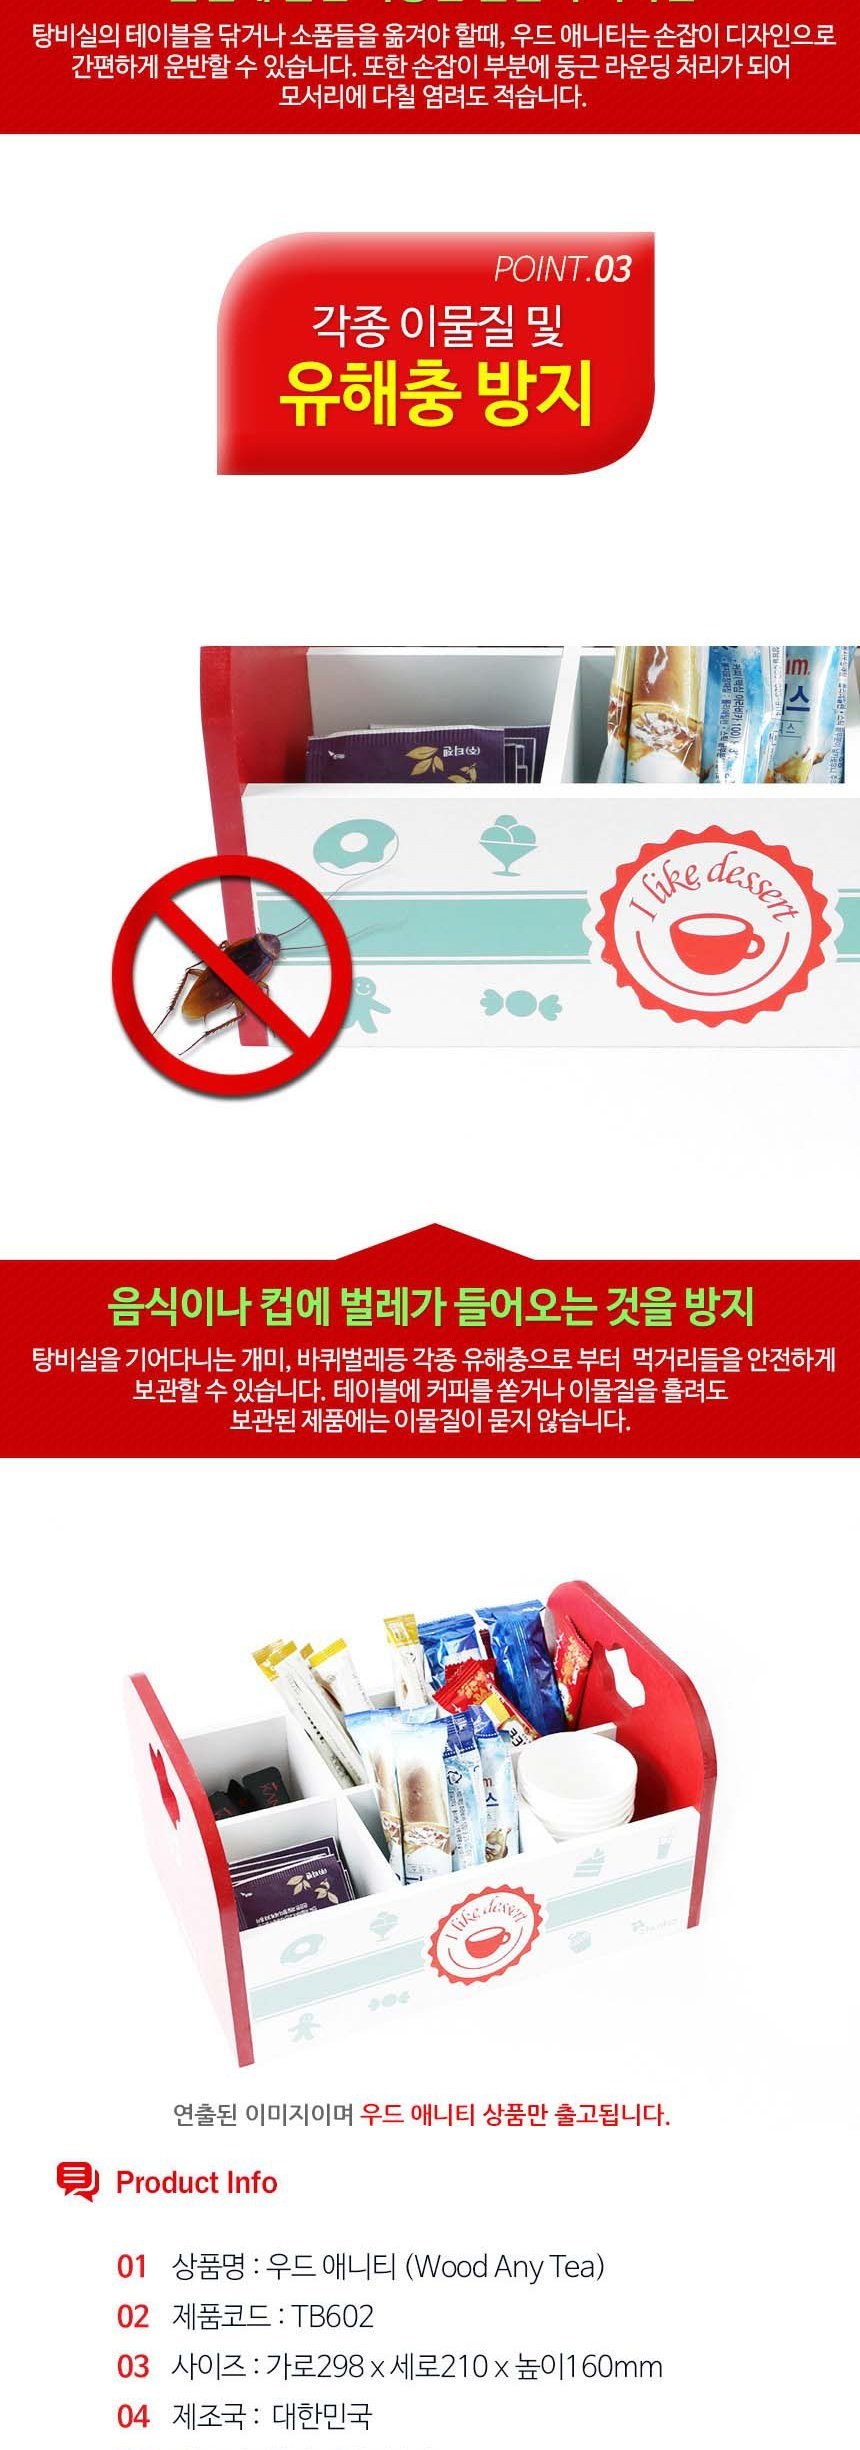 탕비실의 테이블을 닦거나 소품들을 옮겨야 할때, 우드 애니티는 손잡이 디자인으로
간편하게 운반할 수 있습니다. 또한 손잡이 부분에 둥근 라운딩 처리가 되어
모서리에 다칠 염려도 적습니다.
POINT.03
각종 이물질 및
유해충 방지
(주)티젠
I like dessert
음식이나 컵에 벌레가 들어오는 것을 방지
탕비실을 기어다니는 개미, 바퀴벌레등 각종 유해충으로 부터 먹거리들을 안전하게
보관할 수 있습니다. 테이블에 커피를 쏟거나 이물질을 흘려도
보관된 제품에는 이물질이 묻지 않습니다.
I like dessert
연출된 이미지이며 우드 애니티 상품만 출고됩니다.
Product Info
01 상품명 : 우드 애니티 (Wood Any Tea)
02 제품코드 : TB602
03 사이즈 : 가로298 x 세로210 x 높이160mm
04 제조국 : 대한민국